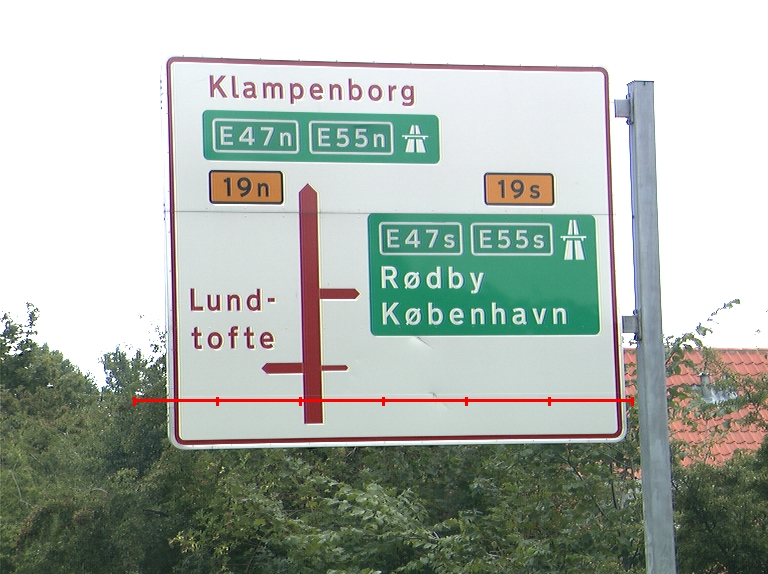 Klampenborg
E47n E55n
19n 19s
E47s E55s
Rødby
København
Lund-
tofte